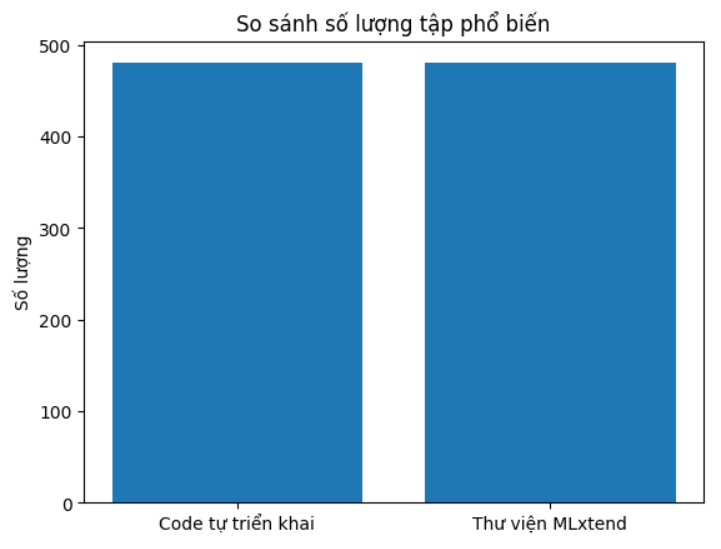 So sánh số lượng tập phổ biến
500
400
300
200
100
0
Số lượng
Code tự triển khai
Thư viện MLxtend